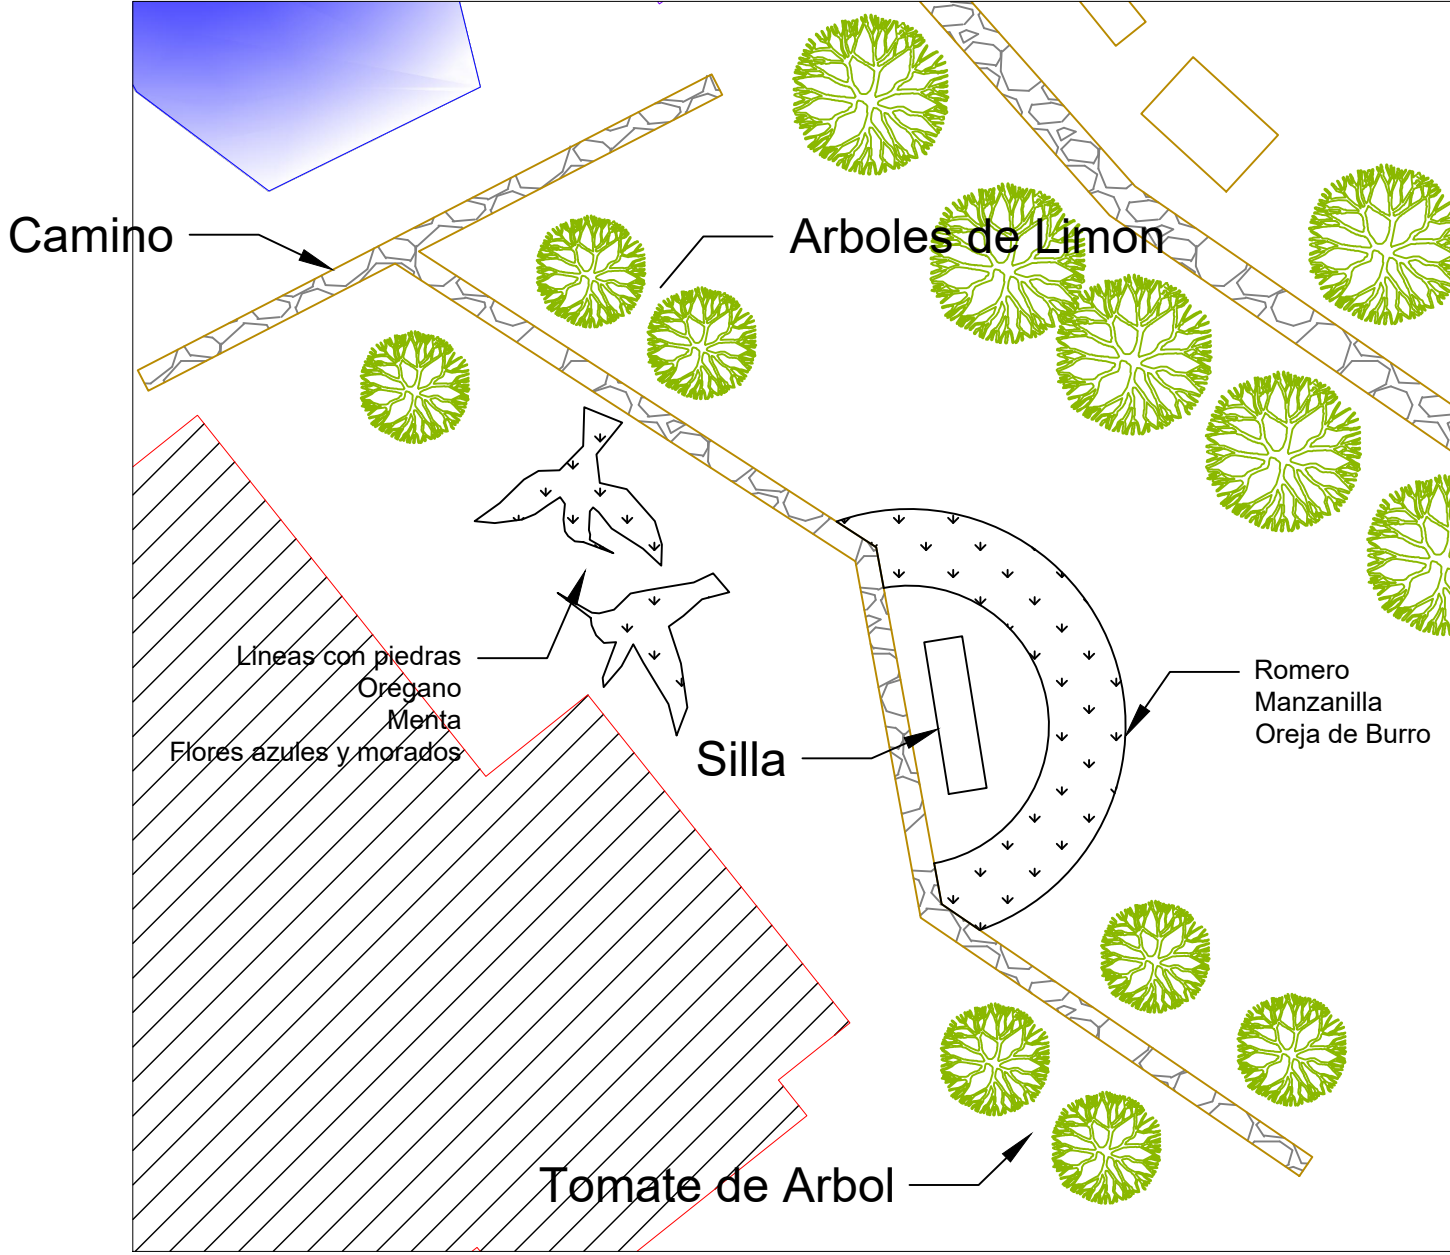 Camino
Arboles de Limon
Lineas con piedras
Oregano
Menta
Flores azules y morados
Silla
Romero
Manzanilla
Oreja de Burro
Tomate de Arbol